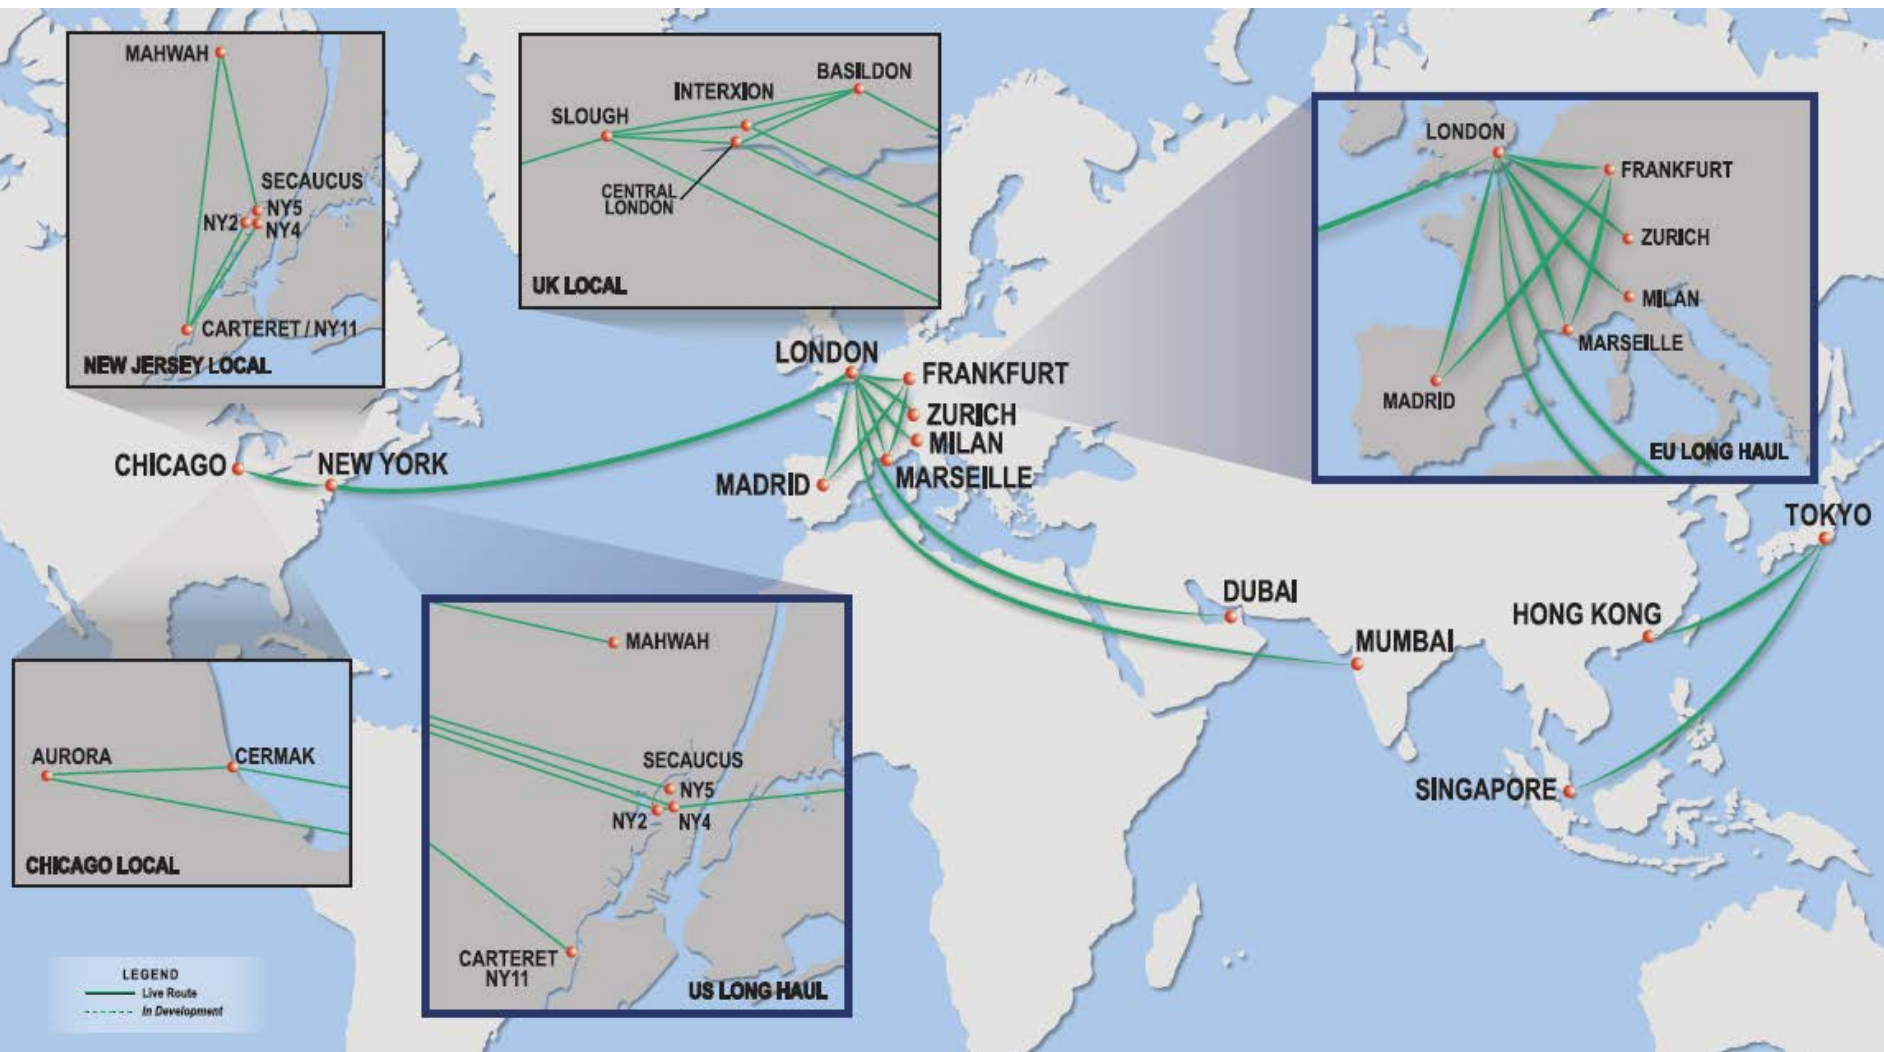 MAHWAH
SECAUCUS
NY5
NY2
NY4
CARTERET / NY11
NEW JERSEY LOCAL
BASILDON
INTERXION
SLOUGH
CENTRAL
LONDON
UK LOCAL
LONDON
FRANKFURT
ZURICH
MILAN
MARSEILLE
MADRID
EU LONG HAUL
LONDON
FRANKFURT
ZURICH
MILAN
MARSEILLE
MADRID
CHICAGO
NEW YORK
TOKYO
DUBAI
HONG KONG
MUMBAI
SINGAPORE
MAHWAH
SECAUCUS
NY5
NY2
NY4
CARTERET
NY11
US LONG HAUL
AURORA
CERMAK
CHICAGO LOCAL
LEGEND
Live Route
In Development